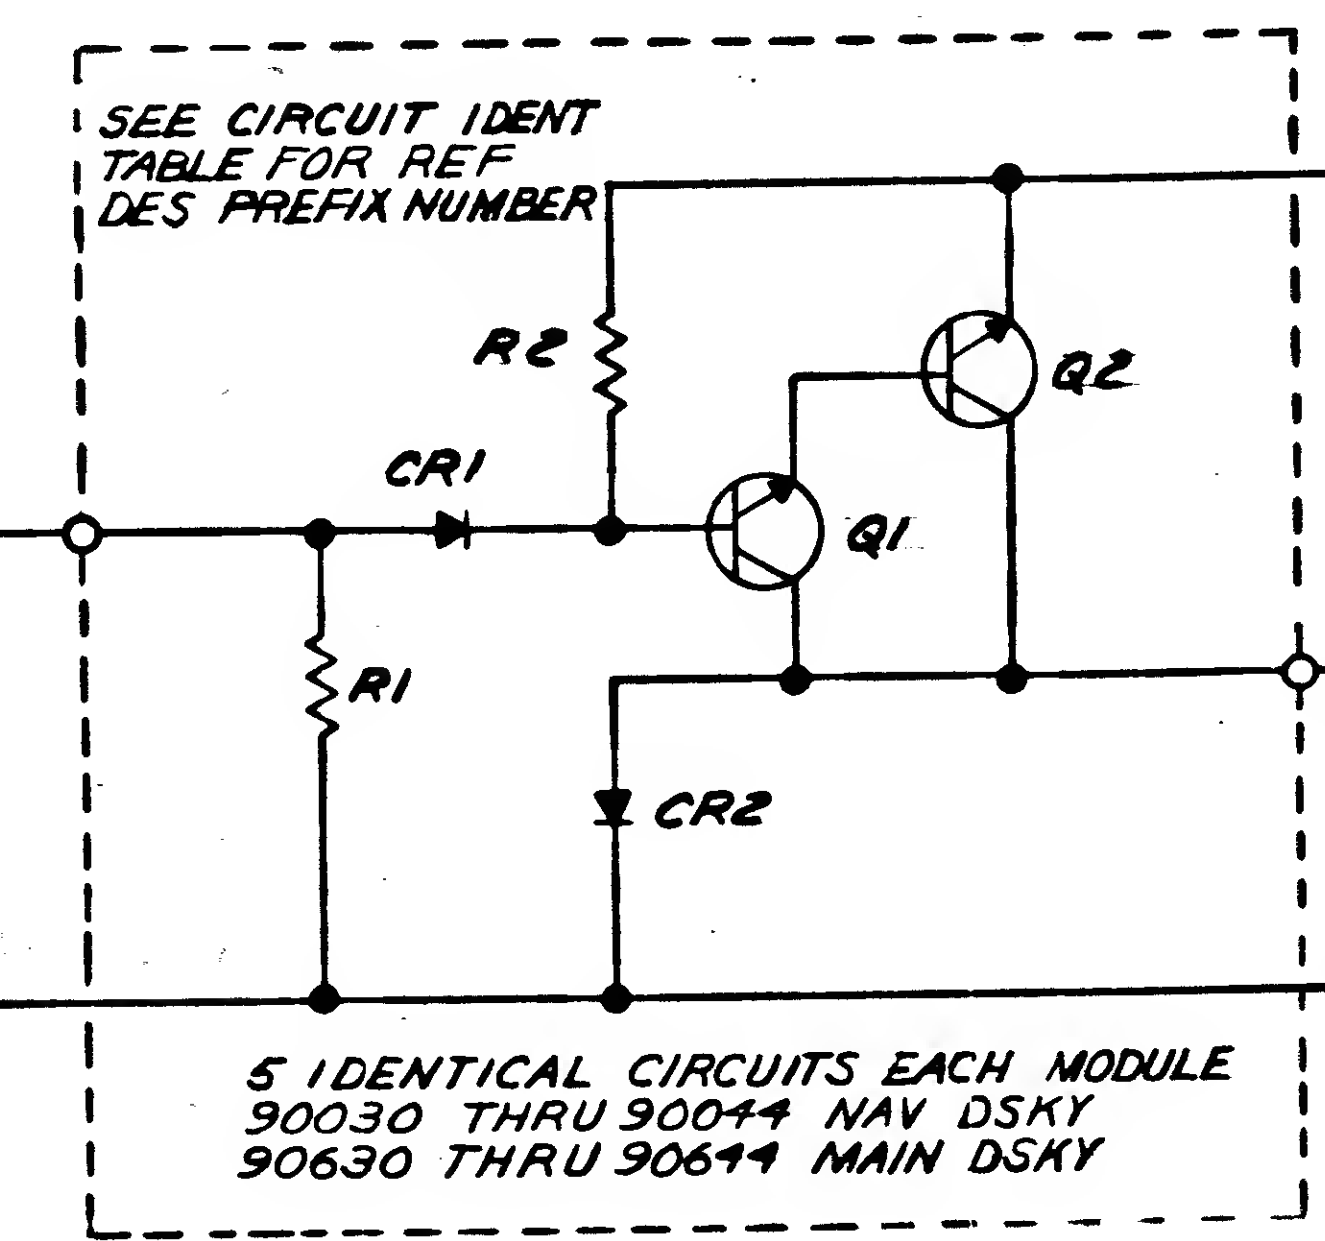 SEE CIRCUIT IDENT
TABLE FOR REF
DES PREFIX NUMBER
R2
Q2
CR1
Q1
R1
CR2
5 IDENTICAL CIRCUITS EACH MODULE
90030 THRU 90044 NAV DSKY
90630 THRU 90644 MAIN DSKY